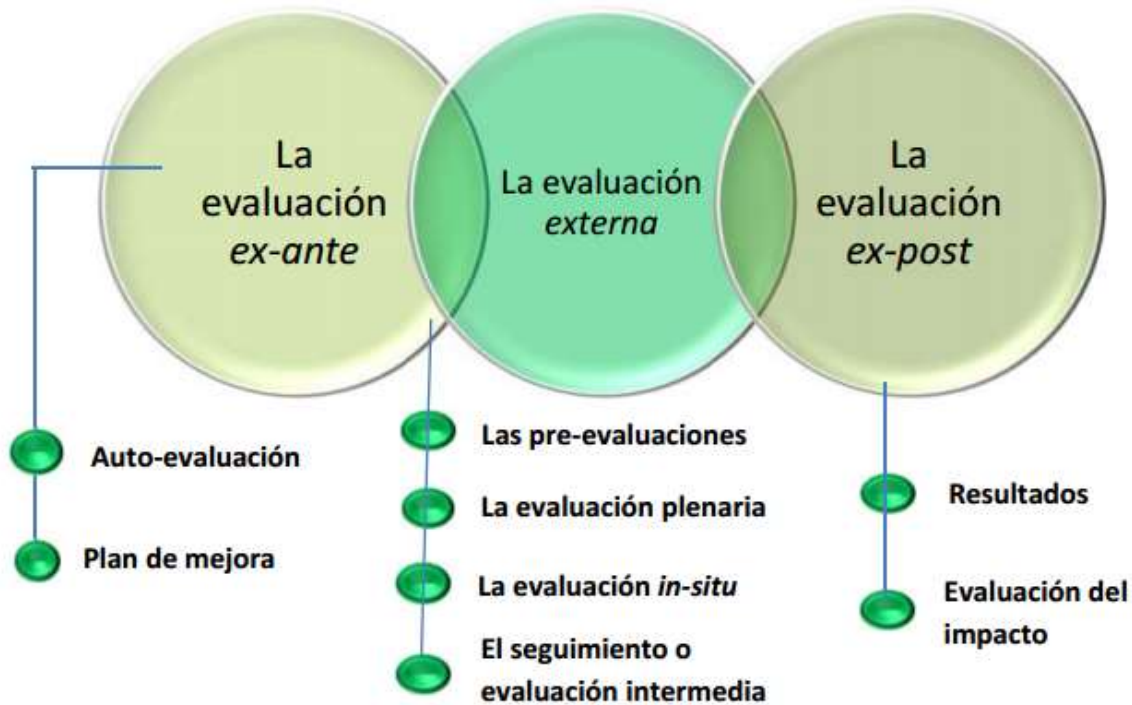 La
evaluación
ex-ante
La evaluación
externa
La
evaluación
ex-post
Auto-evaluación
Plan de mejora
Las pre-evaluaciones
La evaluación plenaria
La evaluación in-situ
El seguimiento o
evaluación intermedia
Resultados
Evaluación del
impacto